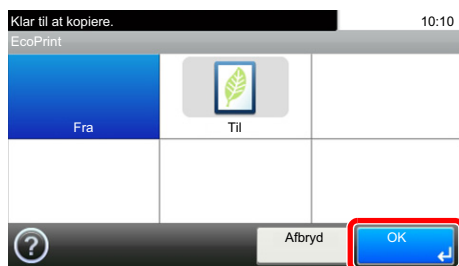 Klar til at kopiere.
10:10
EcoPrint
Fra
Til
?
Afbryd
OK